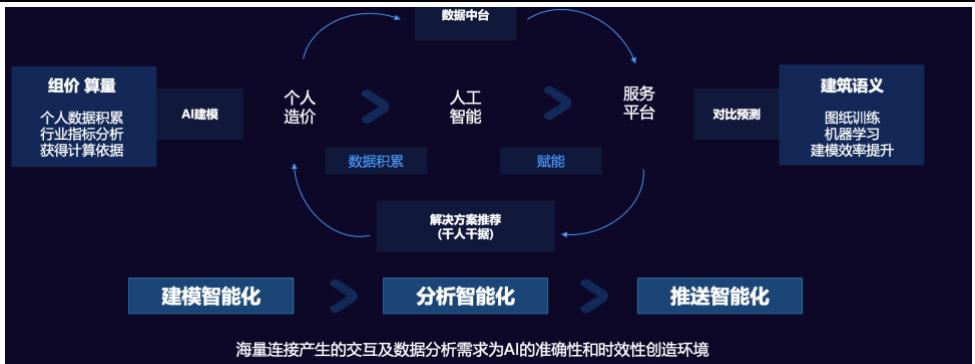 数据中台
组价 算量
个人数据积累
行业指标分析
获得计算依据
AI建模
个人
造价
人工
智能
服务
平台
对比预测
建筑语义
图纸训练
机器学习
建模效率提升
数据积累
赋能
解决方案推荐
(千人千据)
建模智能化
分析智能化
推送智能化
海量连接产生的交互及数据分析需求为AI的准确性和时效性创造环境